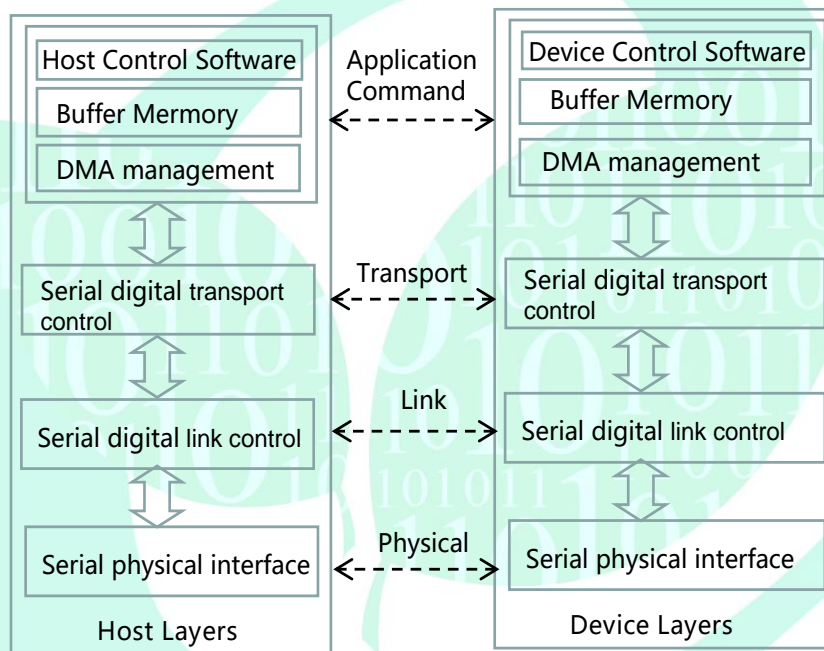 Host Control Software
Buffer Mermory
DMA management
Serial digital transport
control
Serial digital link control
Serial physical interface
Host Layers
Application
Command
Transport
Link
Physical
Device Control Software
Buffer Mermory
DMA management
Serial digital transport
control
Serial digital link control
Serial physical interface
Device Layers